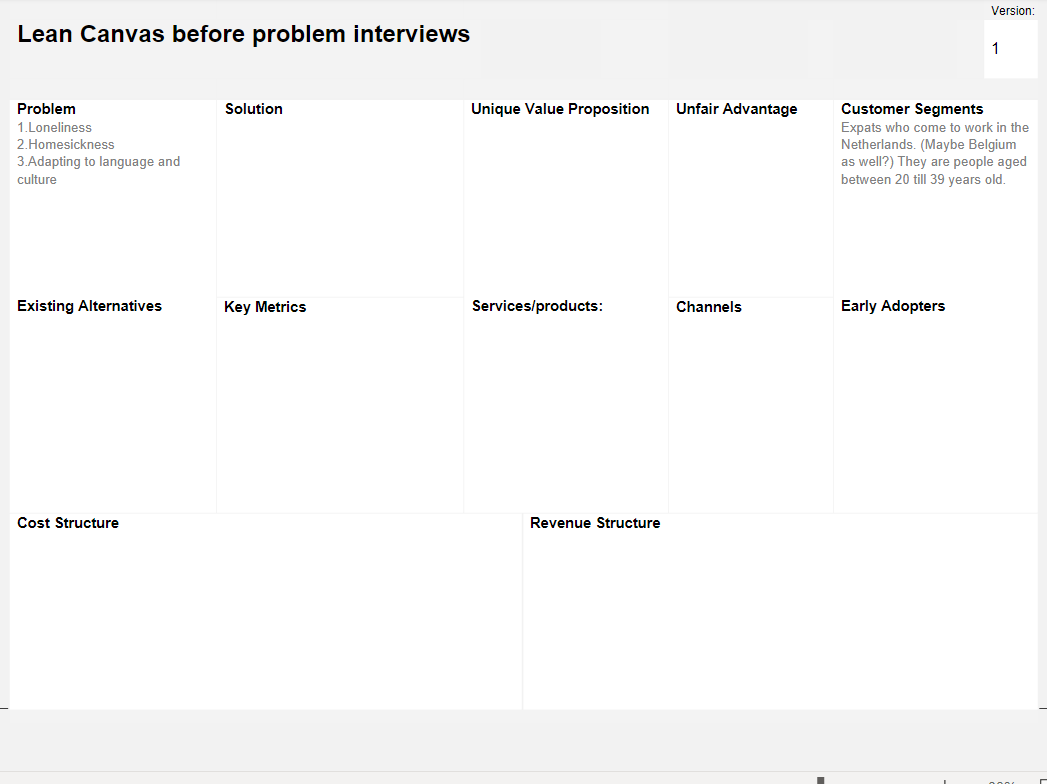 Version:
Lean Canvas before problem interviews
1
Problem
1.Loneliness
2.Homesickness
3.Adapting to language and
culture
Solution
Unique Value Proposition
Unfair Advantage
Customer Segments
Expats who come to work in the
Netherlands. (Maybe Belgium
as well?) They are people aged
between 20 till 39 years old.
Existing Alternatives
Key Metrics
Services/products:
Channels
Early Adopters
Cost Structure
Revenue Structure